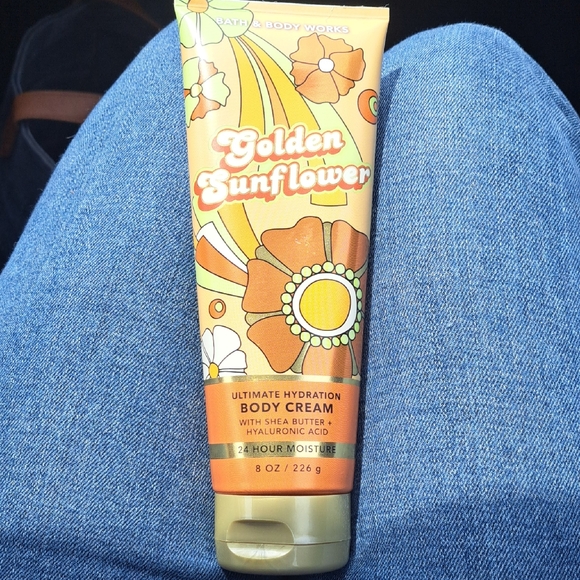 BATH & BODY WORKS
Golden
Sunflower
ULTIMATE HYDRATION
BODY CREAM
WITH SHEA BUTTER +
HYALURONIC ACID
24 HOUR MOISTURE
8 OZ / 226 g